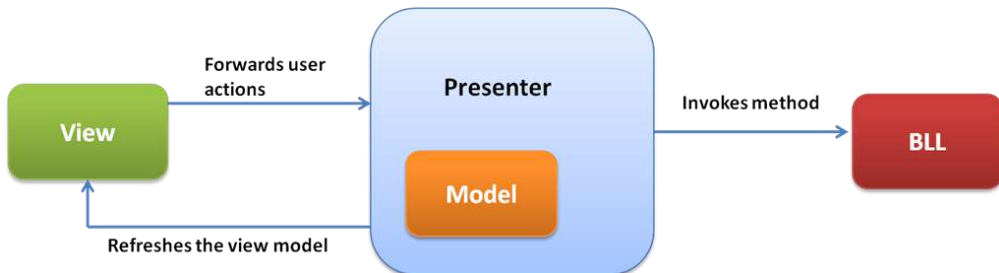 Forwards user
actions
Presenter
Invokes method
View
BLL
Model
Refreshes the view model